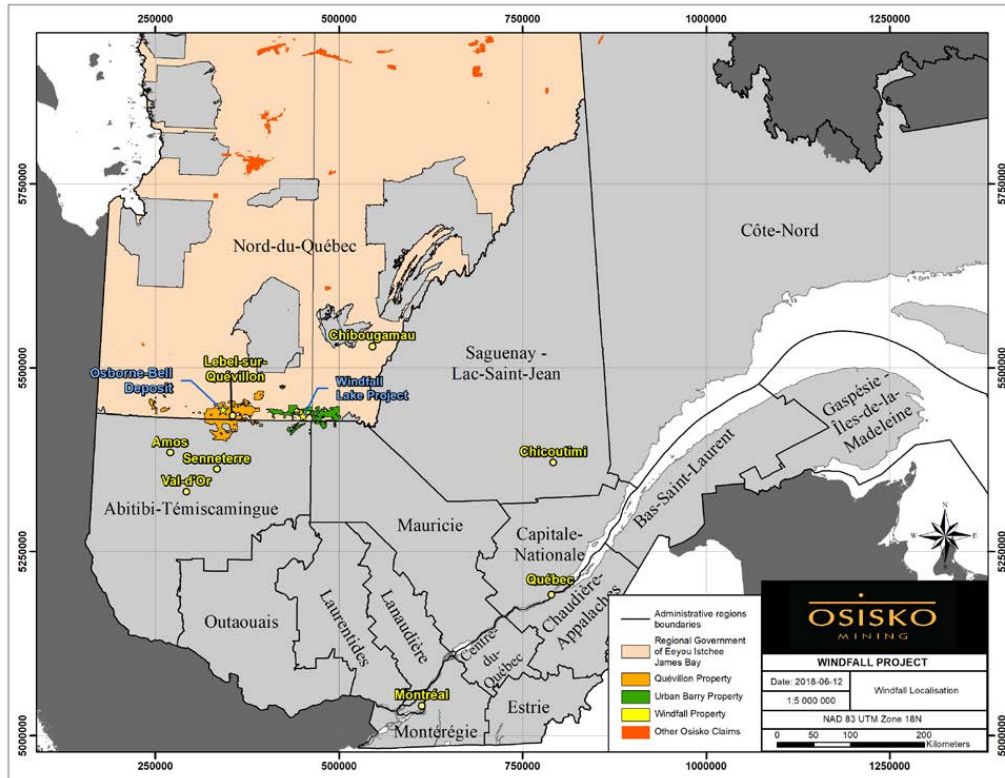 250000 500000 750000 1000000 1250000
5750000
5750000
Nord-du-Québec
Côte-Nord
Chibougamau
Lebel-sur-
Quévillon
Osborne-Bell
Deposit
Windfall
Lake Project
Saguenay -
Lac-Saint-Jean
5500000
5500000
Gaspésie -
Îles-de-la-
Madeleine
Amos
Senneterre
Val-d'Or
Chicoutimi
Abitibi-Témiscamingue
Bas-Saint-Laurent
Mauricie
Capitale-
Nationale
5250000
5250000
N
W E
S
Québec
Chaudière-
Appalaches
Outaouais
Laurentides
Lanaudière
Centre-
du-
Québec
Montréal
Estrie
Montérégie
5000000
5000000
Administrative regions
boundaries
Regional Government
of Eeyou Istchee
James Bay
Quévillon Property
Urban Barry Property
Windfall Property
Other Osisko Claims
OSISKO
MINING
WINDFALL PROJECT
Date: 2018-06-12
1:5 000 000
Windfall Localisation
NAD 83 UTM Zone 18N
0 50 100 200
Kilometers
250000 500000 750000 1000000 1250000